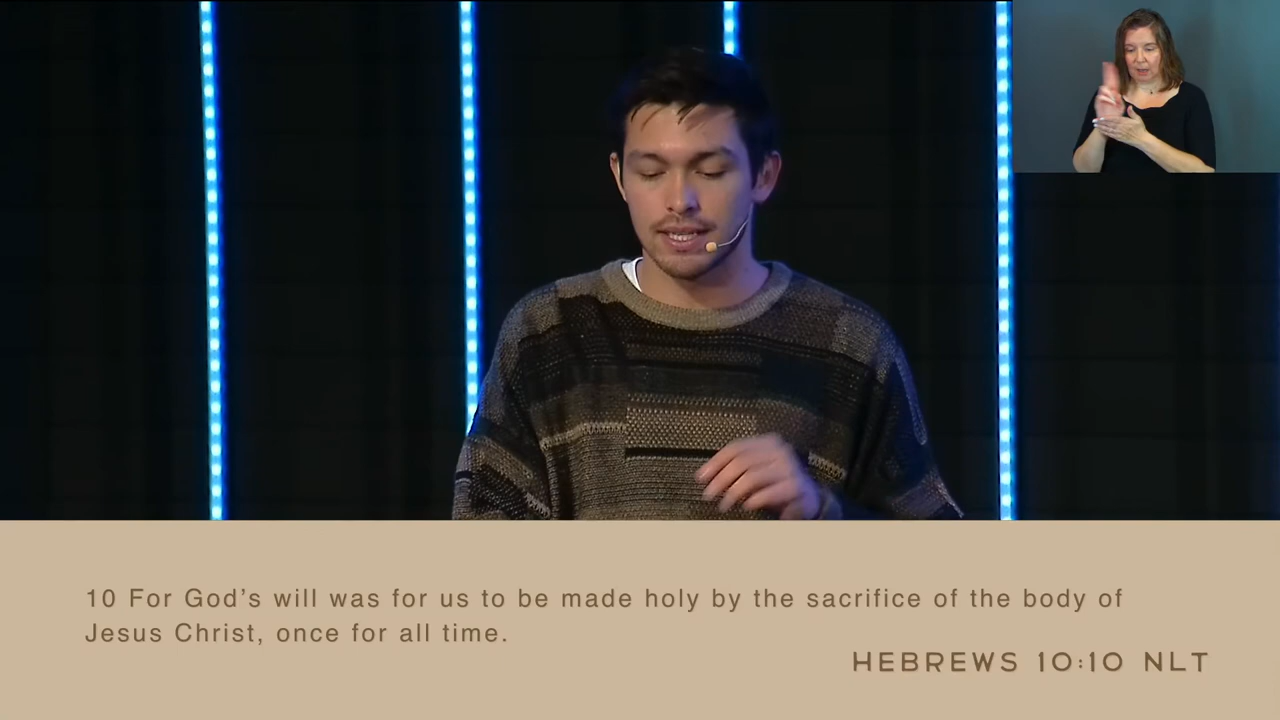 10 For God’s will was for us to be made holy by the sacrifice of the body of
Jesus Christ, once for all time.
HEBREWS 10:10 NLT